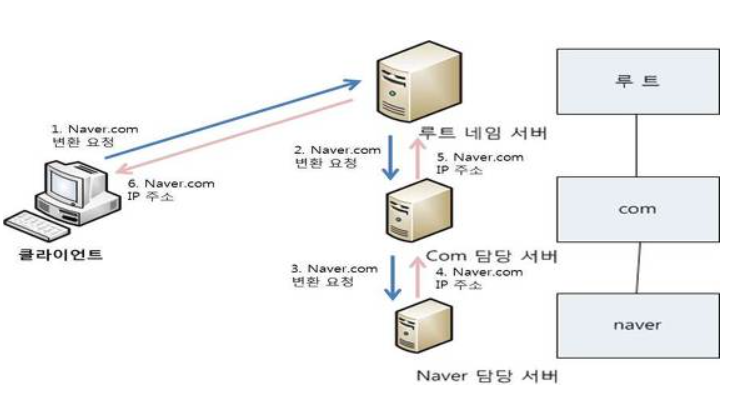 1. Naver.com
변환 요청
6. Naver.com
IP 주소
클라이언트
루트 네임 서버
2. Naver.com
변환 요청
5. Naver.com
IP 주소
Com 담당 서버
3. Naver.com
변환 요청
4. Naver.com
IP 주소
Naver 담당 서버
루 트
com
naver